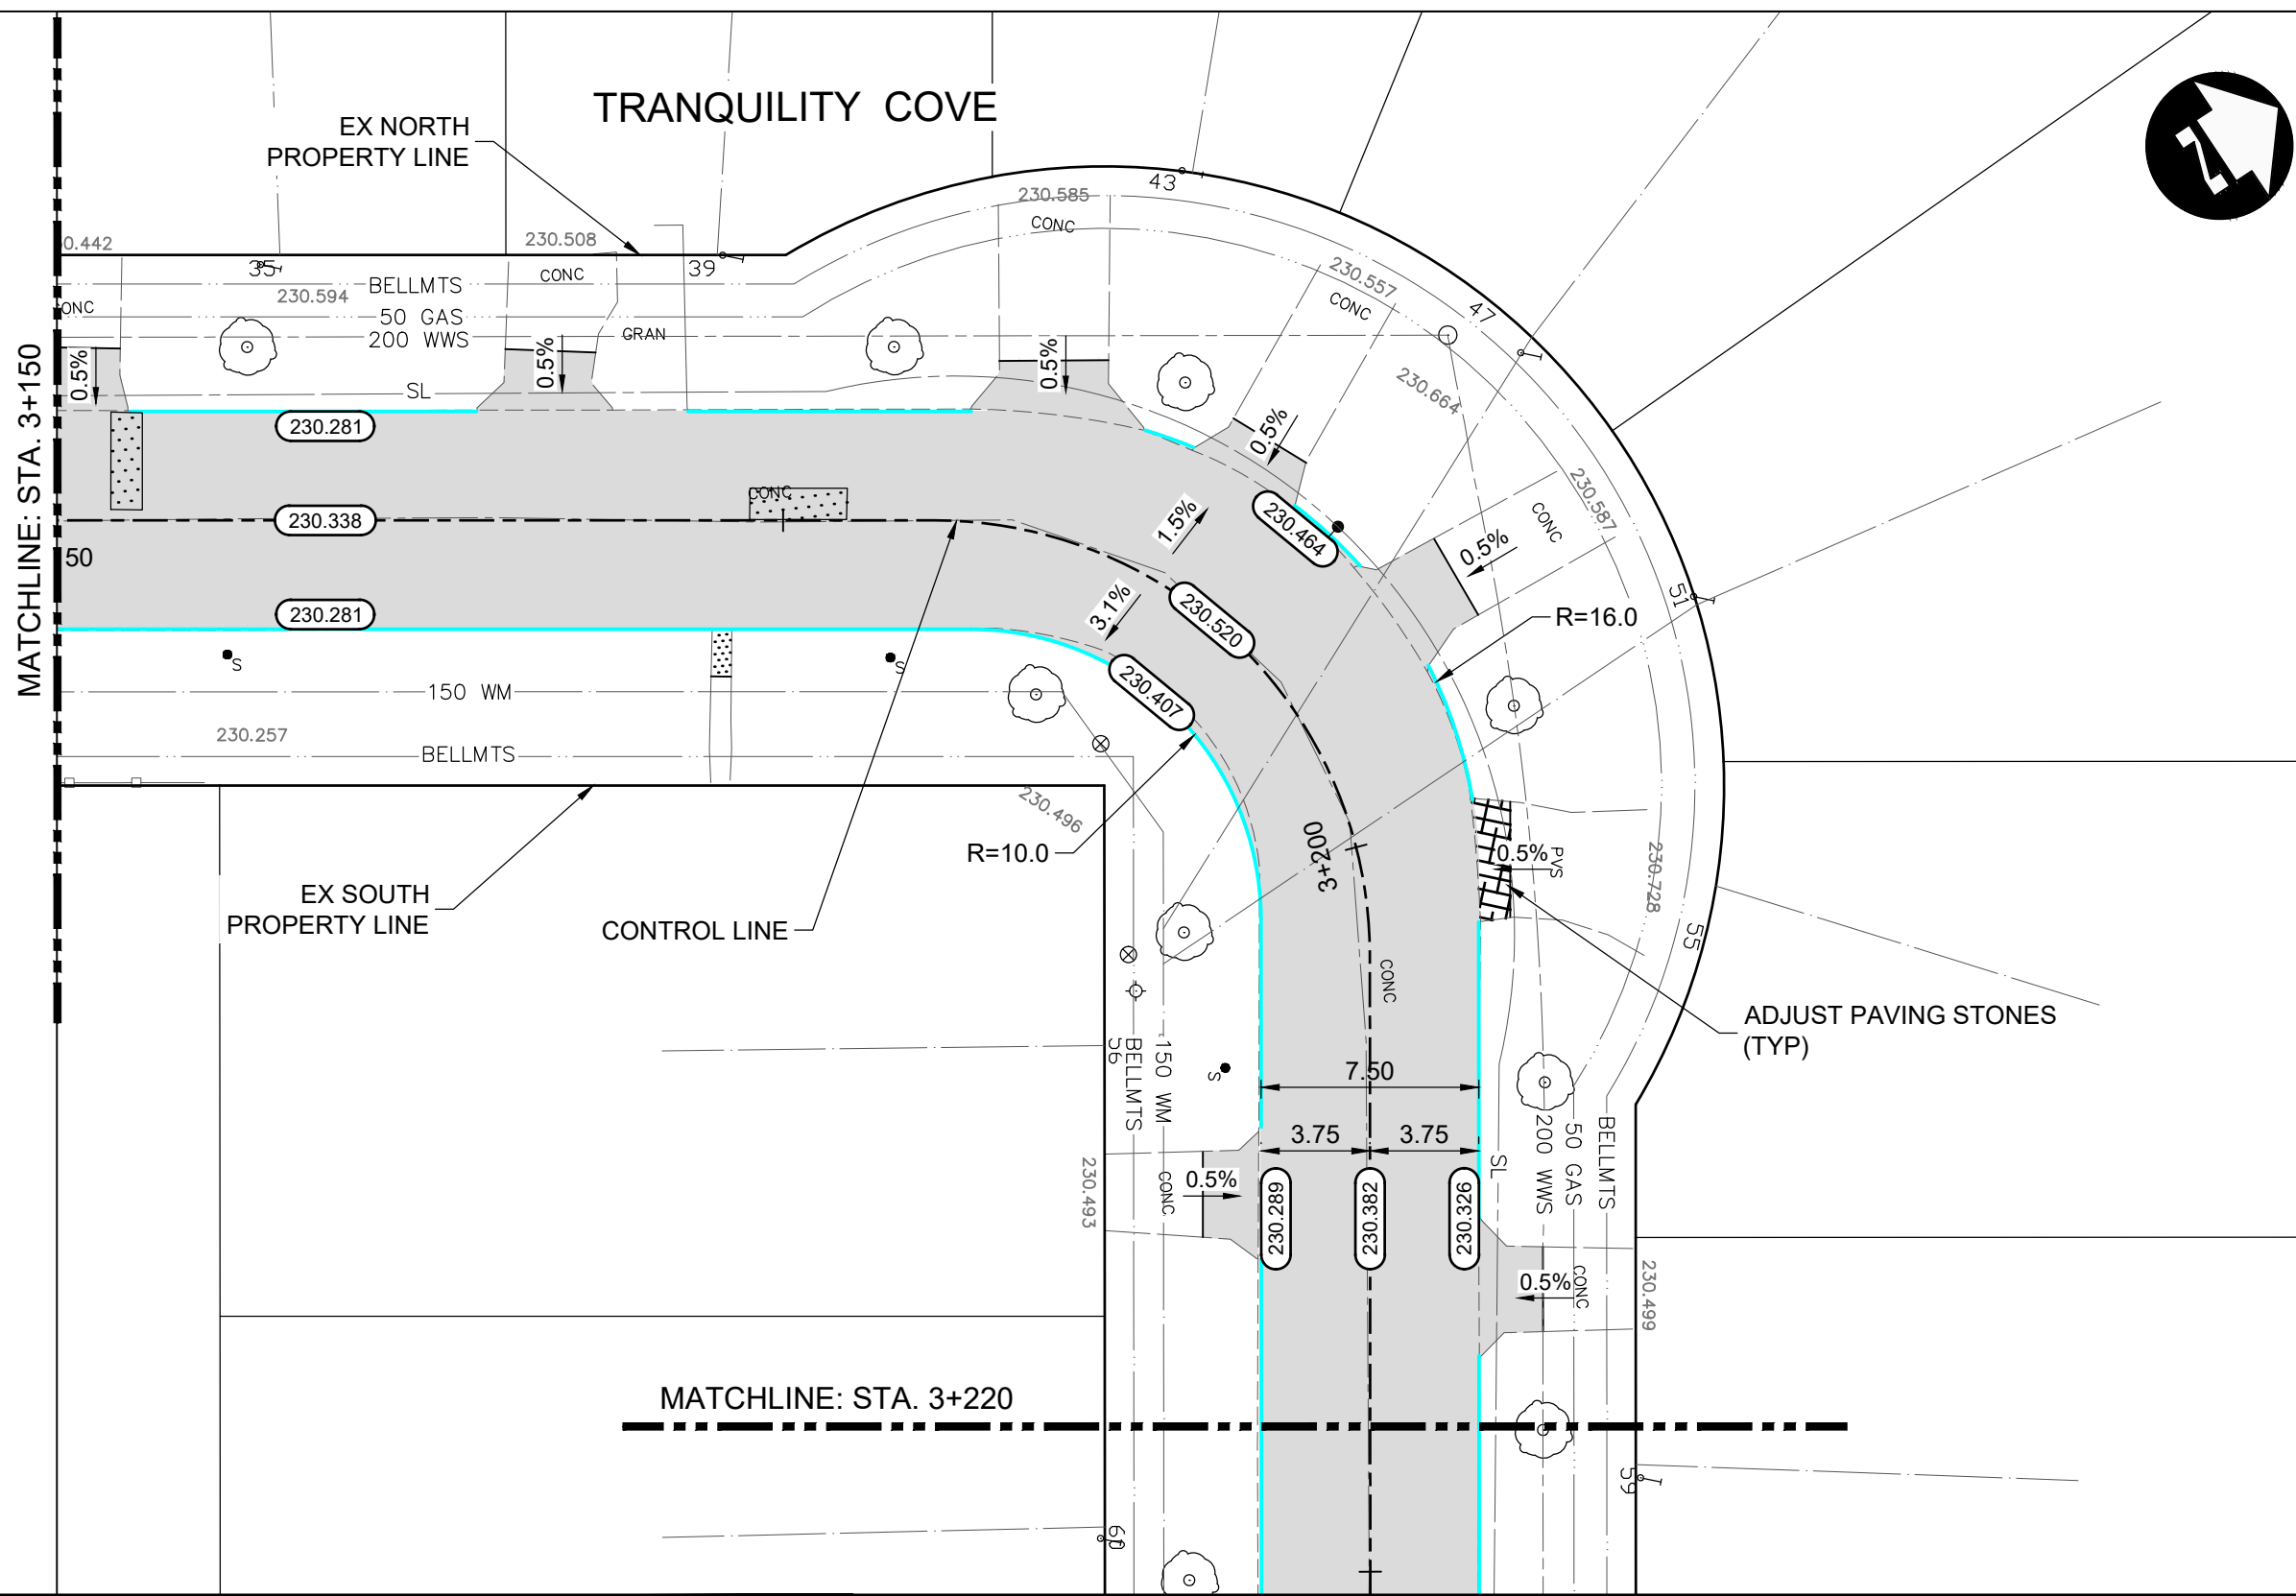 TRANQUILITY COVE
EX NORTH
PROPERTY LINE
43
230.585
CONC
230.508
CONC
35
39
BELLMTS
230.594
50 GAS
200 WWS
GRAN
230.557
CONC
47
0.5%
0.5%
0.5%
SL
230.664
0.5%
MATCHLINE: STA. 3+150
230.281
CONC
230.338
1.5%
230.464
230.587
CONC
0.5%
50
3.1%
230.520
51
R=16.0
230.281
S
S
230.407
150 WM
230.257
BELLMTS
230.496
R=10.0
3+200
0.5%
PVS
230.728
EX SOUTH
PROPERTY LINE
CONTROL LINE
55
CONC
ADJUST PAVING STONES
(TYP)
56
BELLMTS
150 WM
S
7.50
3.75
3.75
200 WWS
50 GAS
BELLMTS
SL
230.493
CONC
0.5%
230.289
230.382
230.326
0.5%
CONC
230.499
MATCHLINE: STA. 3+220
59
60